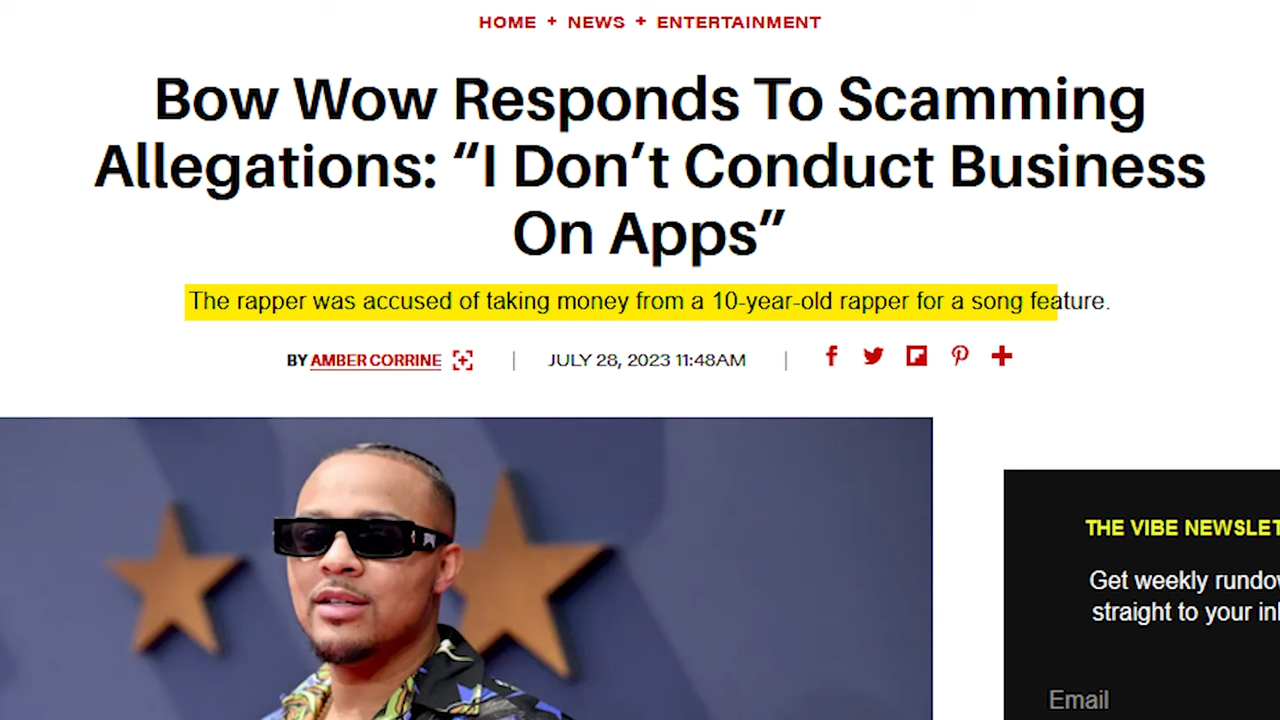 HOME + NEWS + ENTERTAINMENT
Bow Wow Responds To Scamming
Allegations: “I Don’t Conduct Business
On Apps”
The rapper was accused of taking money from a 10-year-old rapper for a song feature.
BY AMBER CORRINE | JULY 28, 2023 11:48AM |
THE VIBE NEWSLET
Get weekly rundow
straight to your in
Email